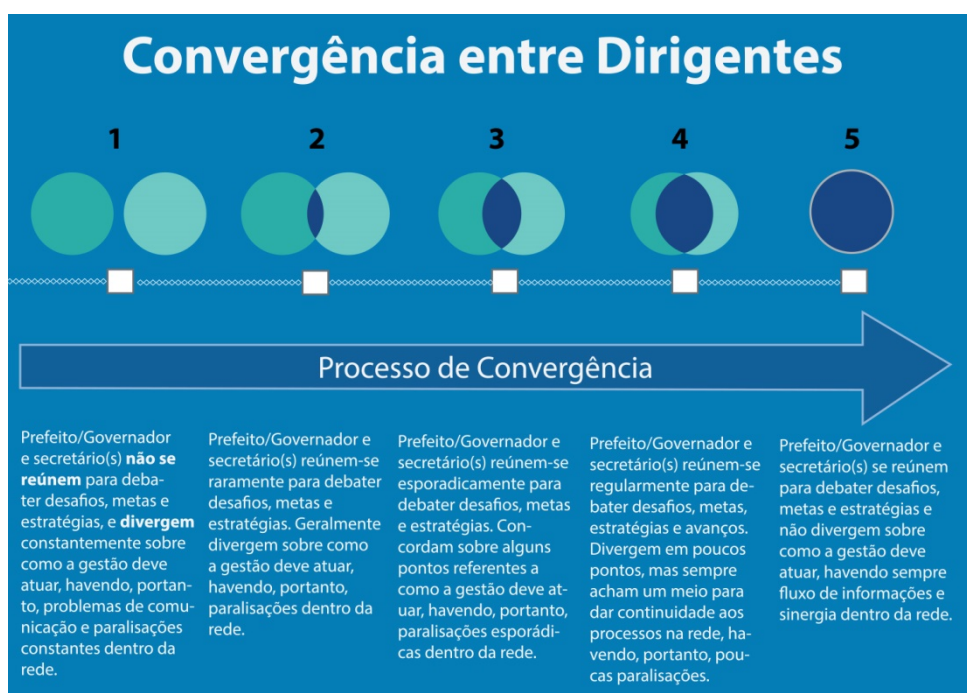 Convergência entre Dirigentes
1
2
3
4
5
Processo de Convergência
Prefeito/Governador
e secretário(s) não se
reúnem para deba-
ter desafios, metas e
estratégias, e divergem
constantemente sobre
como a gestão deve
atuar, havendo, portan-
to, problemas de comu-
nicação e paralisações
constantes dentro da
rede.
Prefeito/Governador e
secretário(s) reúnem-se
raramente para debater
desafios, metas e
estratégias. Geralmente
divergem sobre como
a gestão deve atuar,
havendo, portanto,
paralisações dentro da
rede.
Prefeito/Governador e
secretário(s) reúnem-se
esporadicamente para
debater desafios, metas
e estratégias. Con-
cordam sobre alguns
pontos referentes a
como a gestão deve at-
uar, havendo, portanto,
paralisações esporádi-
cas dentro da rede.
Prefeito/Governador e
secretário(s) reúnem-se
regularmente para de-
bater desafios, metas,
estratégias e avanços.
Divergem em poucos
pontos, mas sempre
acham um meio para
dar continuidade aos
processos na rede, ha-
vendo, portanto, pou-
cas paralisações.
Prefeito/Governador e
secretário(s) se reúnem
para debater desafios,
metas e estratégias e
não divergem sobre
como a gestão deve
atuar, havendo sempre
fluxo de informações e
sinergia dentro da rede.